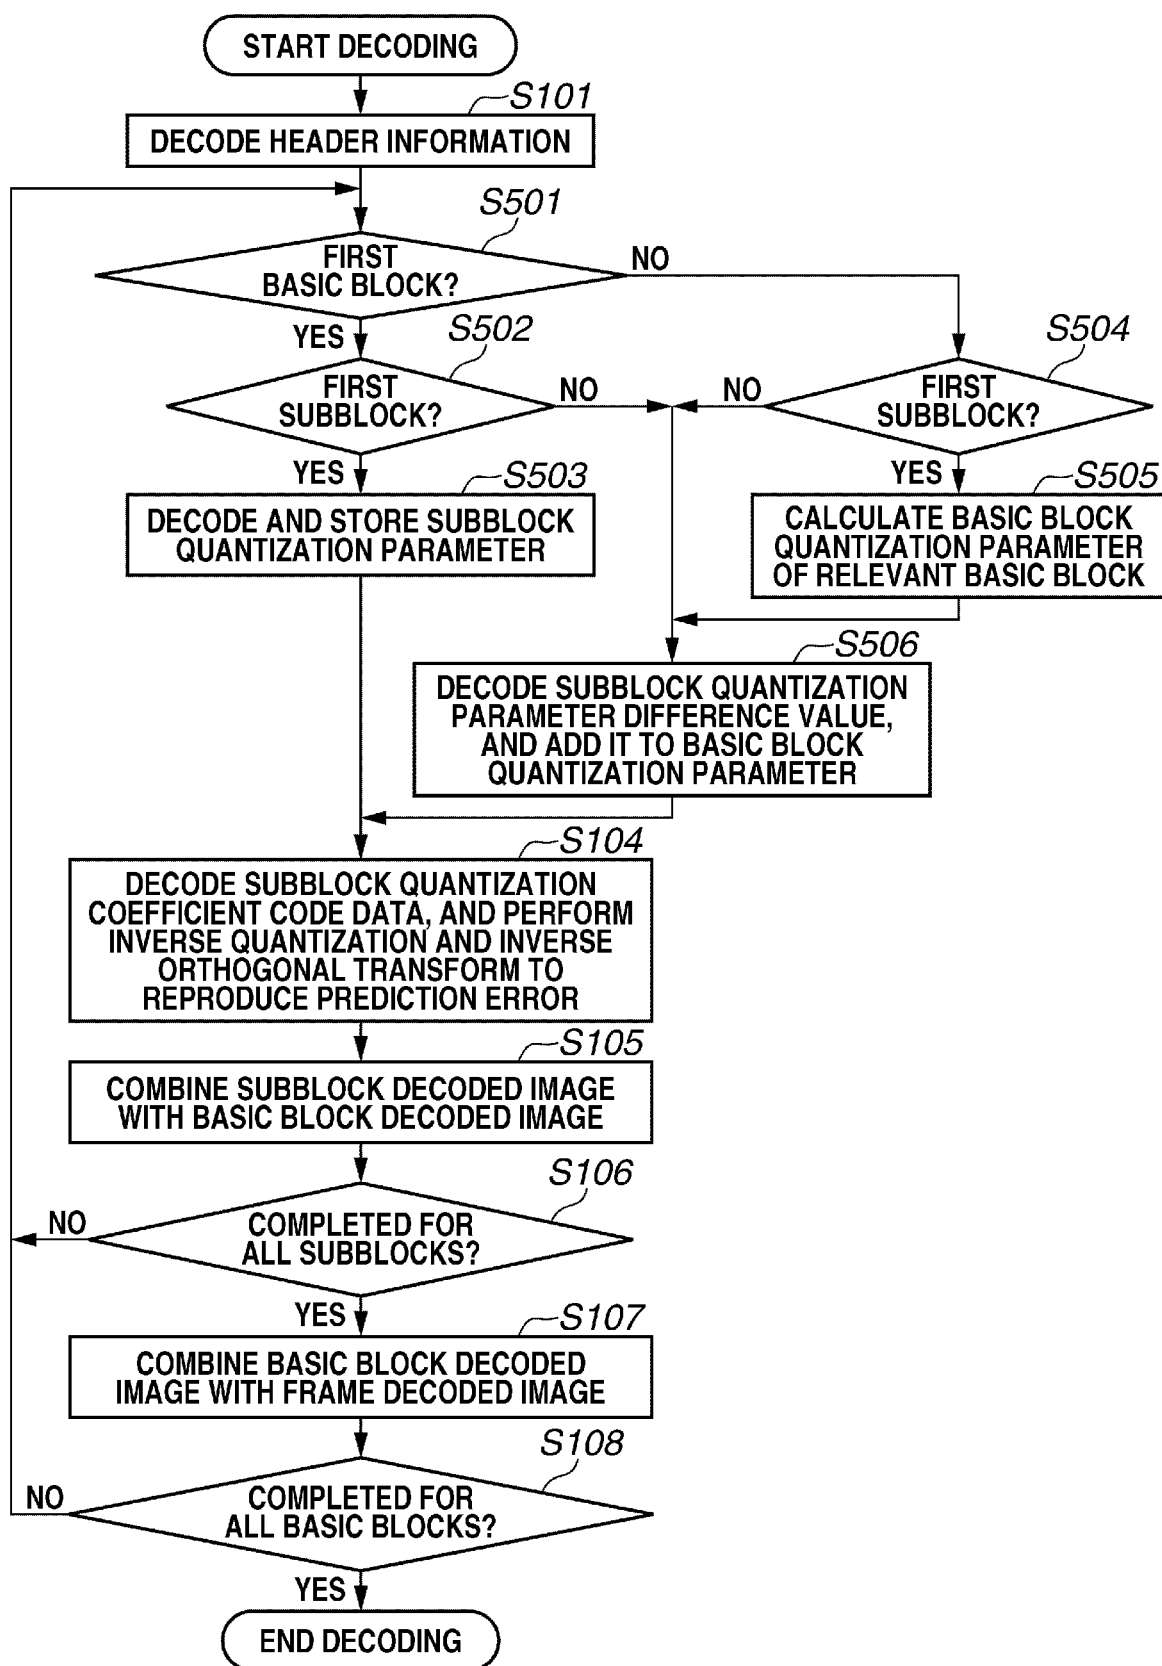 START DECODING
S101
DECODE HEADER INFORMATION
S501
FIRST
BASIC BLOCK?
NO
YES
S502
FIRST
SUBBLOCK?
NO
YES
S504
FIRST
SUBBLOCK?
NO
YES
S503
DECODE AND STORE SUBBLOCK
QUANTIZATION PARAMETER
S505
CALCULATE BASIC BLOCK
QUANTIZATION PARAMETER
OF RELEVANT BASIC BLOCK
S506
DECODE SUBBLOCK QUANTIZATION
PARAMETER DIFFERENCE VALUE,
AND ADD IT TO BASIC BLOCK
QUANTIZATION PARAMETER
S104
DECODE SUBBLOCK QUANTIZATION
COEFFICIENT CODE DATA, AND PERFORM
INVERSE QUANTIZATION AND INVERSE
ORTHOGONAL TRANSFORM TO
REPRODUCE PREDICTION ERROR
S105
COMBINE SUBBLOCK DECODED IMAGE
WITH BASIC BLOCK DECODED IMAGE
S106
COMPLETED FOR
ALL SUBBLOCKS?
NO
YES
S107
COMBINE BASIC BLOCK DECODED
IMAGE WITH FRAME DECODED IMAGE
S108
COMPLETED FOR
ALL BASIC BLOCKS?
NO
YES
END DECODING